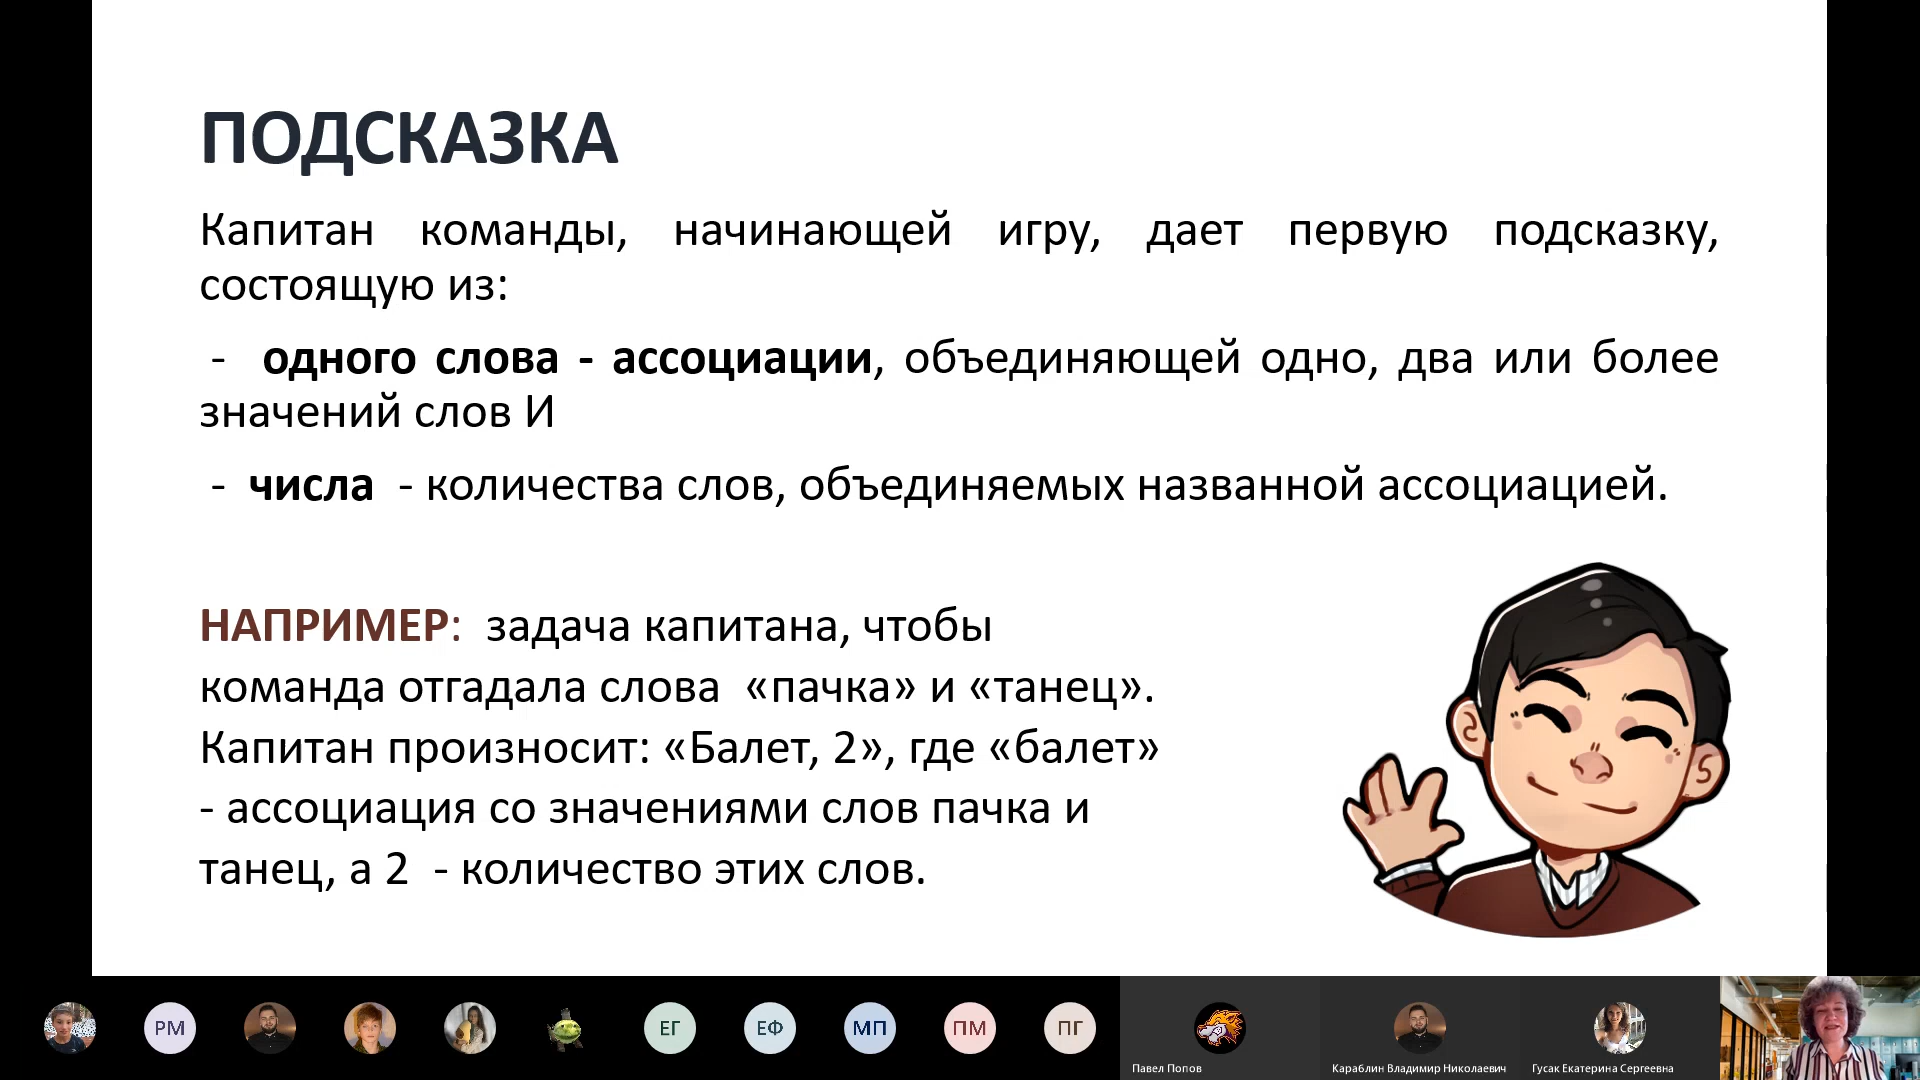 ПОДСКАЗКА
Капитан команды, начинающей игру, дает первую подсказку,
состоящую из:
- одного слова - ассоциации, объединяющей одно, два или более
значений слов И
- числа - количества слов, объединяемых названной ассоциацией.
НАПРИМЕР: задача капитана, чтобы
команда отгадала слова «пачка» и «танец».
Капитан произносит: «Балет, 2», где «балет»
- ассоциация со значениями слов пачка и
танец, а 2 - количество этих слов.
РМ
ЕГ
ЕФ
МП
ПМ
ПГ
Павел Попов
Караблин Владимир Николаевич
Гусак Екатерина Сергеевна